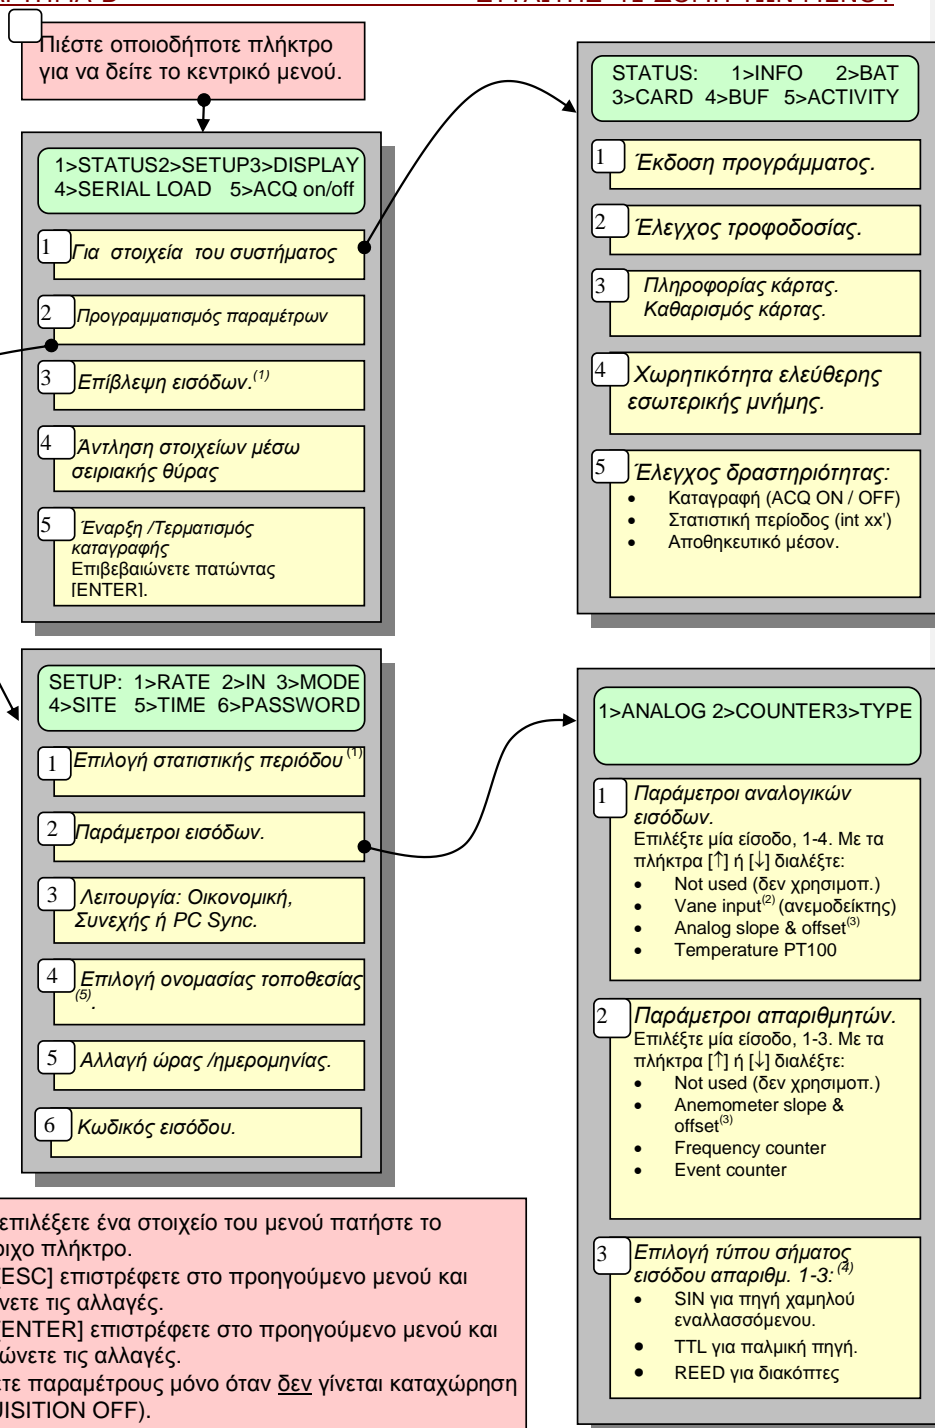 Πιέστε οποιοδήποτε πλήκτρο
για να δείτε το κεντρικό μενού.
1>STATUS2>SETUP3>DISPLAY
4>SERIAL LOAD 5>ACQ on/off
1 Για στοιχεία του συστήματος
2 Προγραμματισμός παραμέτρων
3 Επίβλεψη εισόδων.(1)
4 Άντληση στοιχείων μέσω
σειριακής θύρας
5 Έναρξη /Τερματισμός
καταγραφής
Επιβεβαιώνετε πατώντας
[ENTER].
STATUS: 1>INFO 2>BAT
3>CARD 4>BUF 5>ACTIVITY
1 Έκδοση προγράμματος.
2 Έλεγχος τροφοδοσίας.
3 Πληροφορίας κάρτας.
Καθαρισμός κάρτας.
4 Χωρητικότητα ελεύθερης
εσωτερικής μνήμης.
5 Έλεγχος δραστηριότητας:
• Καταγραφή (ACQ ON / OFF)
• Στατιστική περίοδος (int xx')
• Αποθηκευτικό μέσον.
SETUP: 1>RATE 2>IN 3>MODE
4>SITE 5>TIME 6>PASSWORD
1 Επιλογή στατιστικής περιόδου(1)
2 Παράμετροι εισόδων.
3 Λειτουργία: Οικονομική,
Συνεχής ή PC Sync.
4 Επιλογή ονομασίας τοποθεσίας
(5).
5 Αλλαγή ώρας /ημερομηνίας.
6 Κωδικός εισόδου.
1>ANALOG 2>COUNTER3>TYPE
1 Παράμετροι αναλογικών
εισόδων.
Επιλέξτε μία είσοδο, 1-4. Με τα
πλήκτρα [↑] ή [↓] διαλέξτε:
• Not used (δεν χρησιμοπ.)
• Vane input(2) (ανεμοδείκτης)
• Analog slope & offset(3)
• Temperature PT100
2 Παράμετροι απαριθμητών.
Επιλέξτε μία είσοδο, 1-3. Με τα
πλήκτρα [↑] ή [↓] διαλέξτε:
• Not used (δεν χρησιμοπ.)
• Anemometer slope &
offset(3)
• Frequency counter
• Event counter
3 Επιλογή τύπου σήματος
εισόδου απαριθμ. 1-3:(4)
• SIN για πηγή χαμηλού
εναλλασσόμενου.
• TTL για παλμική πηγή.
• REED για διακόπτες
επιλέξετε ένα στοιχείο του μενού πατήστε το
πλήκτρο.
[ESC] επιστρέφετε στο προηγούμενο μενού και
τις αλλαγές.
[ENTER] επιστρέφετε στο προηγούμενο μενού και
τις αλλαγές.
παραμέτρους μόνο όταν δεν γίνεται καταχώρηση
OFF).